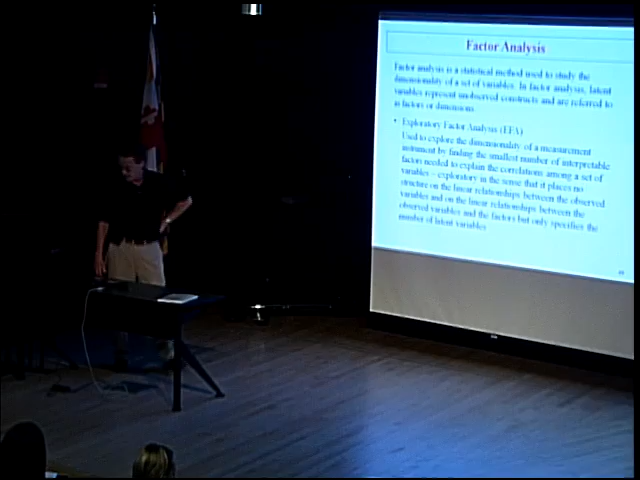 Factor Analysis
Factor analysis is a statistical method used to study the
dimensionality of a set of variables. In factor analysis, latent
variables represent unobserved constructs and are referred to
as factors or dimensions.
• Exploratory Factor Analysis (EFA)
Used to explore the dimensionality of a measurement
instrument by finding the smallest number of interpretable
factors needed to explain the correlations among a set of
variables – exploratory in the sense that it places no
structure on the linear relationships between the observed
variables and on the linear relationships between the
observed variables and the factors but only specifies the
number of latent variables